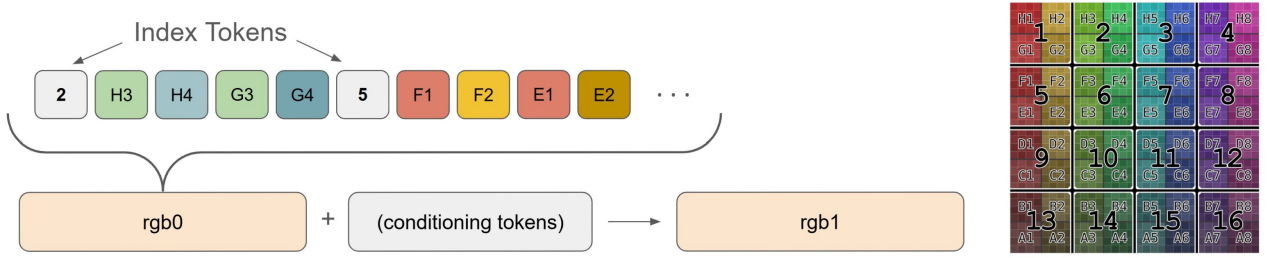 Index Tokens
2 H3 H4 G3 G4 5 F1 F2 E1 E2 ...
rgb0 + (conditioning tokens) rgb1
H1 H2 H3 H4 H5 H6 H7 H8
1 2 3 4
G1 G2 G3 G4 G5 G6 G7 G8
F1 F2 F3 F4 F5 F6 F7 F8
5 6 7 8
E1 E2 E3 E4 E5 E6 E7 E8
D1 D2 D3 D4 D5 D6 D7 D8
9 10 11 12
C1 C2 C3 C4 C5 C6 C7 C8
B1 B2 B3 B4 B5 B6 B7 B8
13 14 15 16
A1 A2 A3 A4 A5 A6 A7 A8